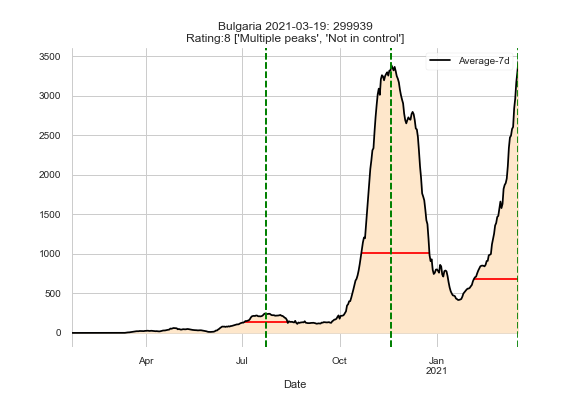 Bulgaria 2021-03-19: 299939
Rating:8 ['Multiple peaks', 'Not in control']
Average-7d
3500
3000
2500
2000
1500
1000
500
0
Apr
Jul
Oct
Jan
2021
Date